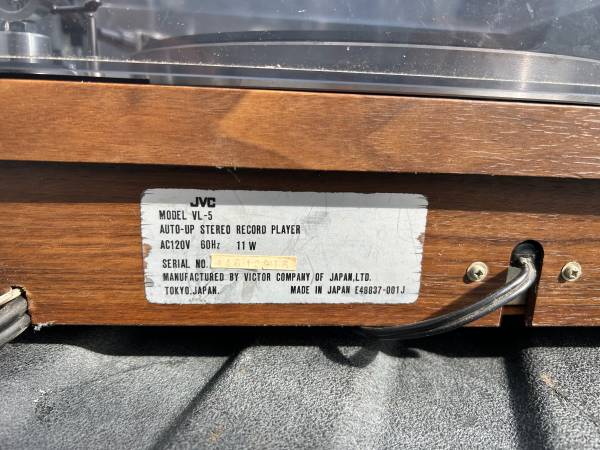 JVC
MODEL VL-5
AUTO-UP STEREO RECORD PLAYER
AC120V 60Hz 11 W
SERIAL NO.
MANUFACTURED BY VICTOR COMPANY OF JAPAN,LTD.
TOKYO,JAPAN. MADE IN JAPAN E48837-001J